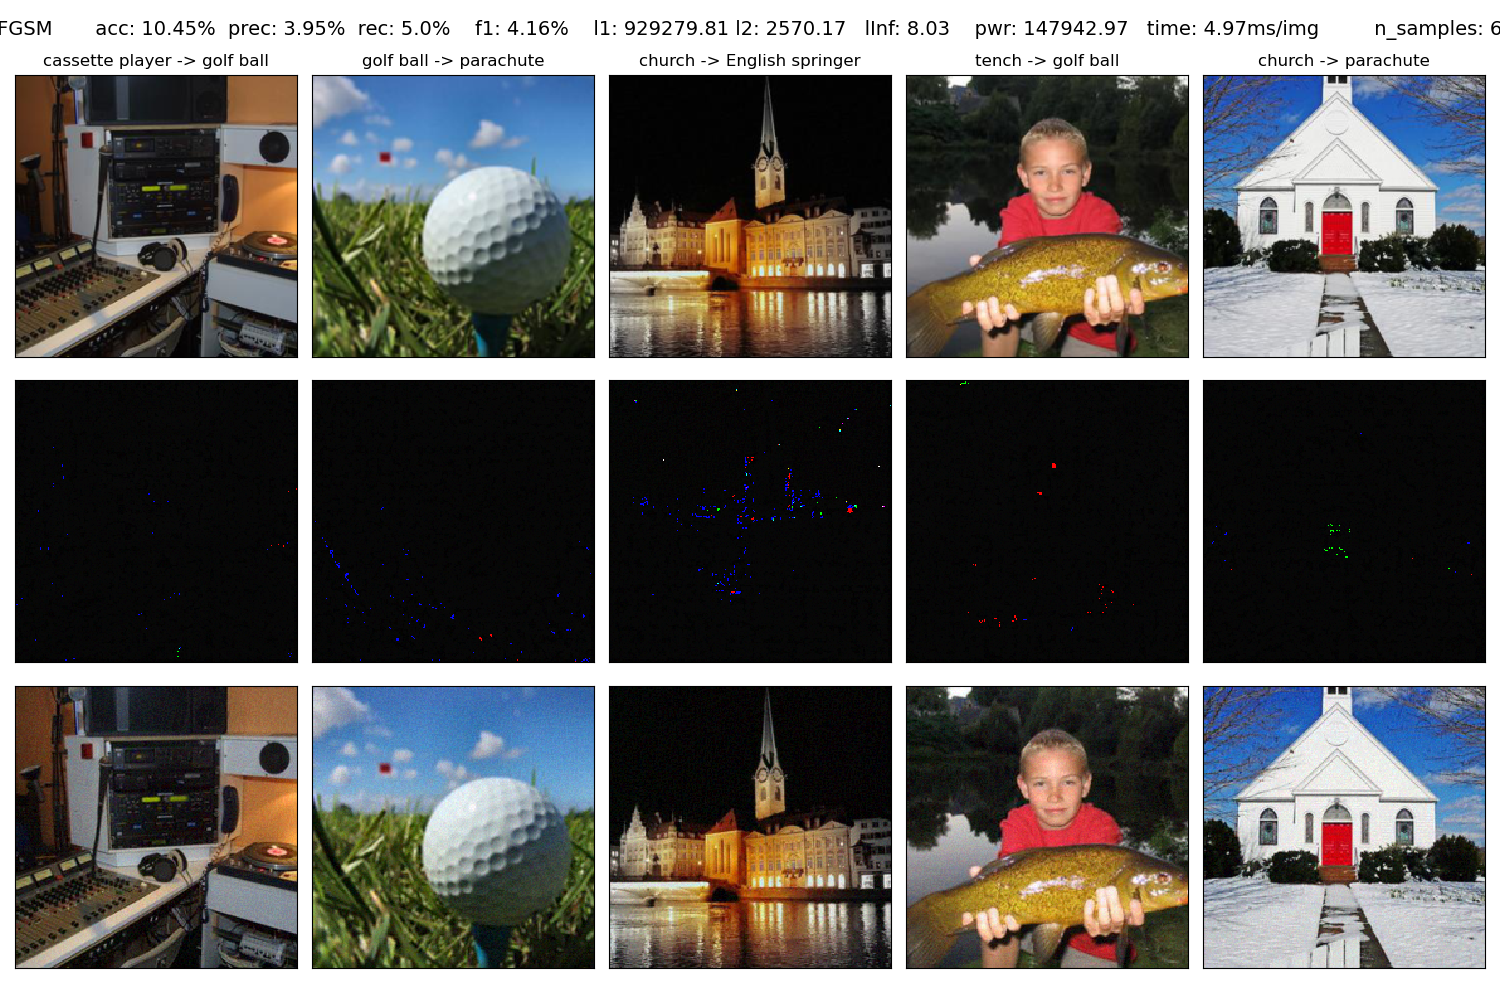 FGSM acc: 10.45% prec: 3.95% rec: 5.0% f1: 4.16% l1: 929279.81 l2: 2570.17 lInf: 8.03 pwr: 147942.97 time: 4.97ms/img n_samples: 6
cassette player -> golf ball
golf ball -> parachute
church -> English springer
tench -> golf ball
church -> parachute